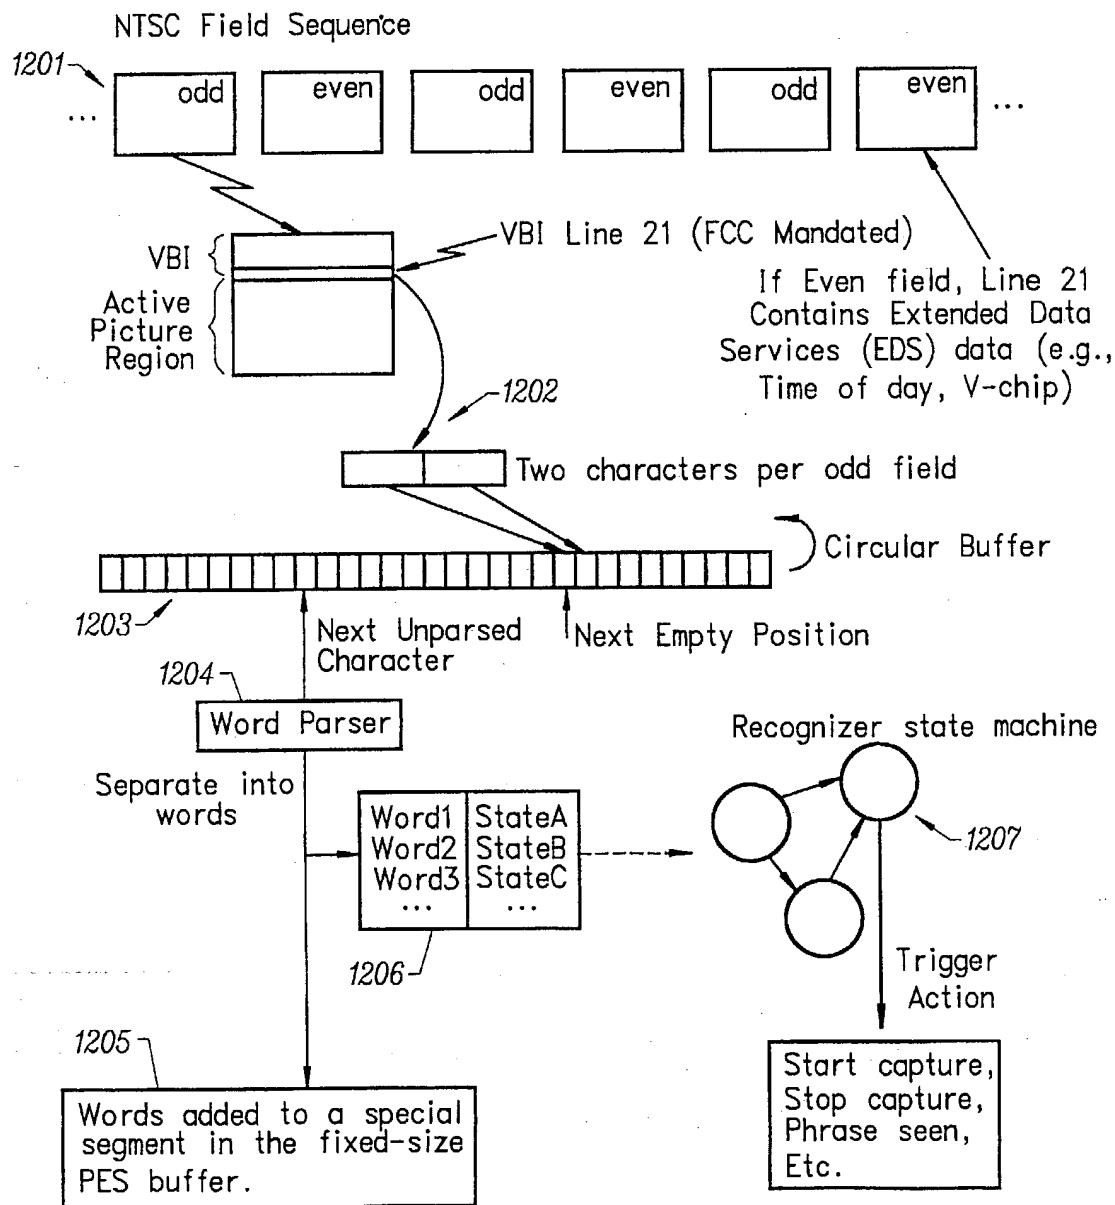 NTSC Field Sequence
1201
odd
even
odd
even
odd
even
...
...
VBI
VBI Line 21 (FCC Mandated)
Active
Picture
Region
If Even field, Line 21
Contains Extended Data
Services (EDS) data (e.g.,
Time of day, V-chip)
1202
Two characters per odd field
Circular Buffer
1203
Next Unparsed
Character
Next Empty Position
1204
Word Parser
Separate into
words
Word1 StateA
Word2 StateB
Word3 StateC
... ...
1206
Recognizer state machine
1207
Trigger
Action
1205
Words added to a special
segment in the fixed-size
PES buffer.
Start capture,
Stop capture,
Phrase seen,
Etc.